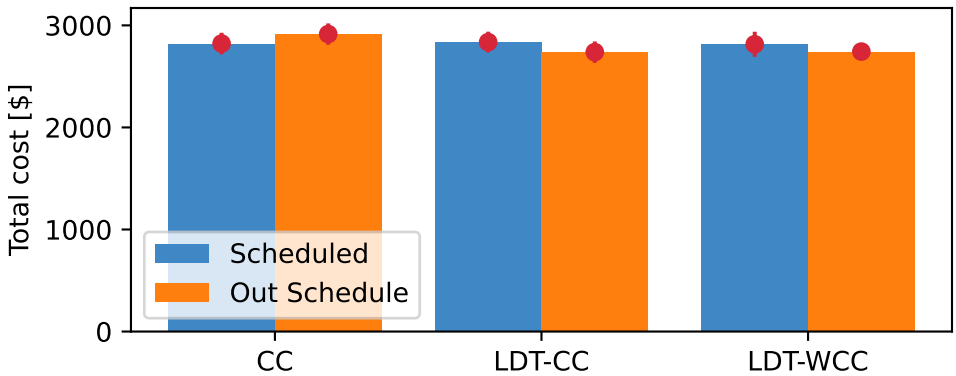 Total cost [$]
3000
2000
1000
0
Scheduled
Out Schedule
CC
LDT-CC
LDT-WCC